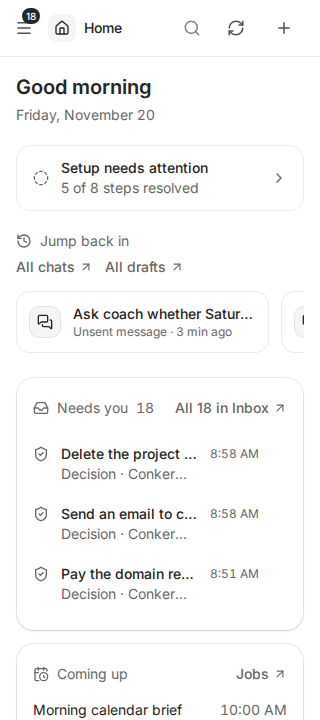 18
Home
Good morning
Friday, November 20
Setup needs attention
5 of 8 steps resolved
Jump back in
All chats
All drafts
Ask coach whether Satur...
Unsent message · 3 min ago
Needs you 18
All 18 in Inbox
Delete the project ...
8:58 AM
Decision · Conker...
Send an email to c...
8:58 AM
Decision · Conker...
Pay the domain re...
8:51 AM
Decision · Conker...
Coming up
Jobs
Morning calendar brief
10:00 AM